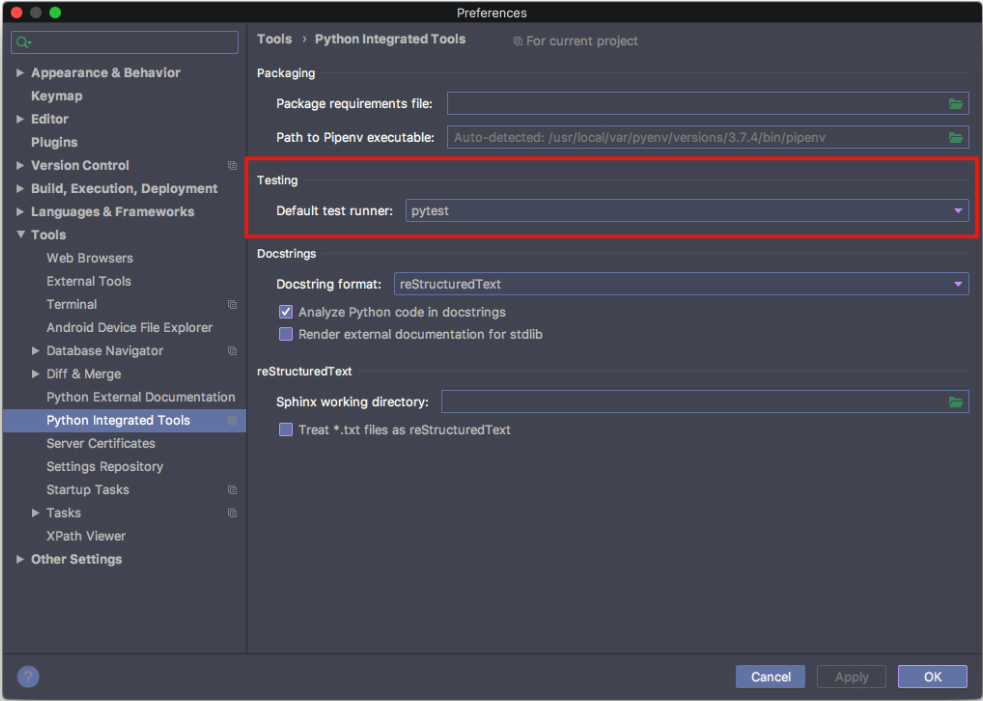 Preferences
Tools › Python Integrated Tools For current project
Appearance & Behavior
Keymap
Editor
Plugins
Version Control
Build, Execution, Deployment
Languages & Frameworks
Tools
Web Browsers
External Tools
Terminal
Android Device File Explorer
Database Navigator
Diff & Merge
Python External Documentation
Python Integrated Tools
Server Certificates
Settings Repository
Startup Tasks
Tasks
XPath Viewer
Other Settings
Packaging
Package requirements file:
Path to Pipenv executable: Auto-detected: /usr/local/var/pyenv/versions/3.7.4/bin/pipenv
Testing
Default test runner: pytest
Docstrings
Docstring format: reStructuredText
Analyze Python code in docstrings
Render external documentation for stdlib
reStructuredText
Sphinx working directory:
Treat *.txt files as reStructuredText
?
Cancel Apply OK